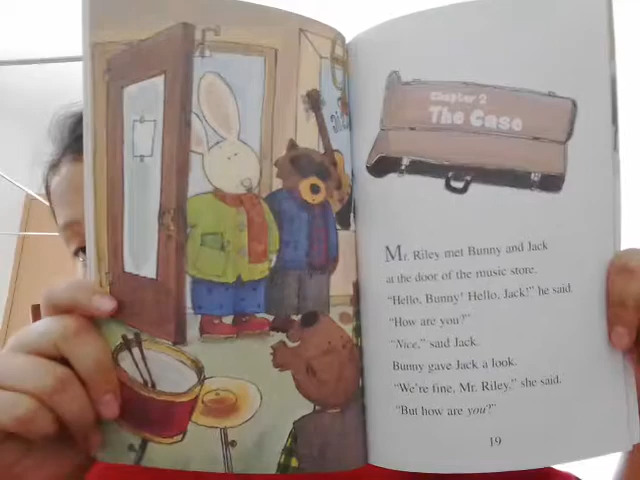 Chapter 2
The Case
Mr. Riley met Bunny and Jack
at the door of the music store.
“Hello, Bunny! Hello, Jack!” he said.
“How are you?”
“Nice,” said Jack.
Bunny gave Jack a look.
“We’re fine, Mr. Riley,” she said.
“But how are you?”
19